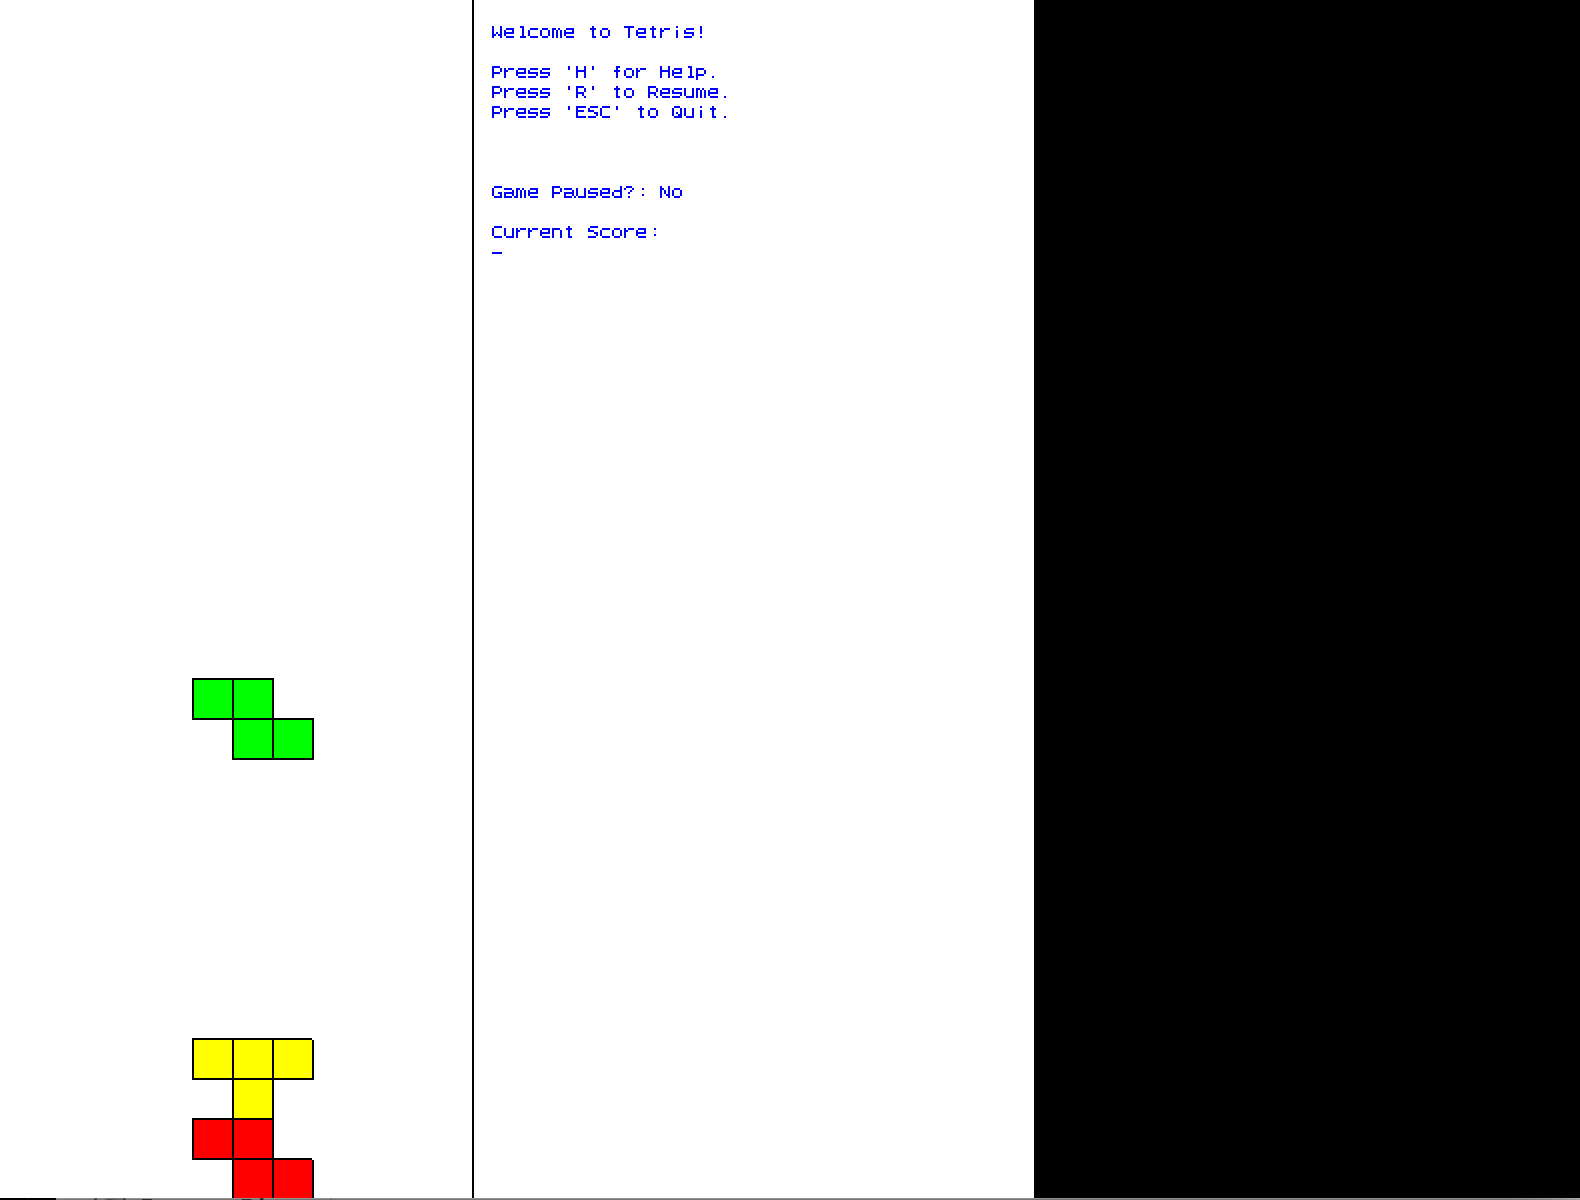 Welcome to Tetris!
Press 'H' for Help.
Press 'R' to Resume.
Press 'ESC' to Quit.
Game Paused?: No
Current Score:
-